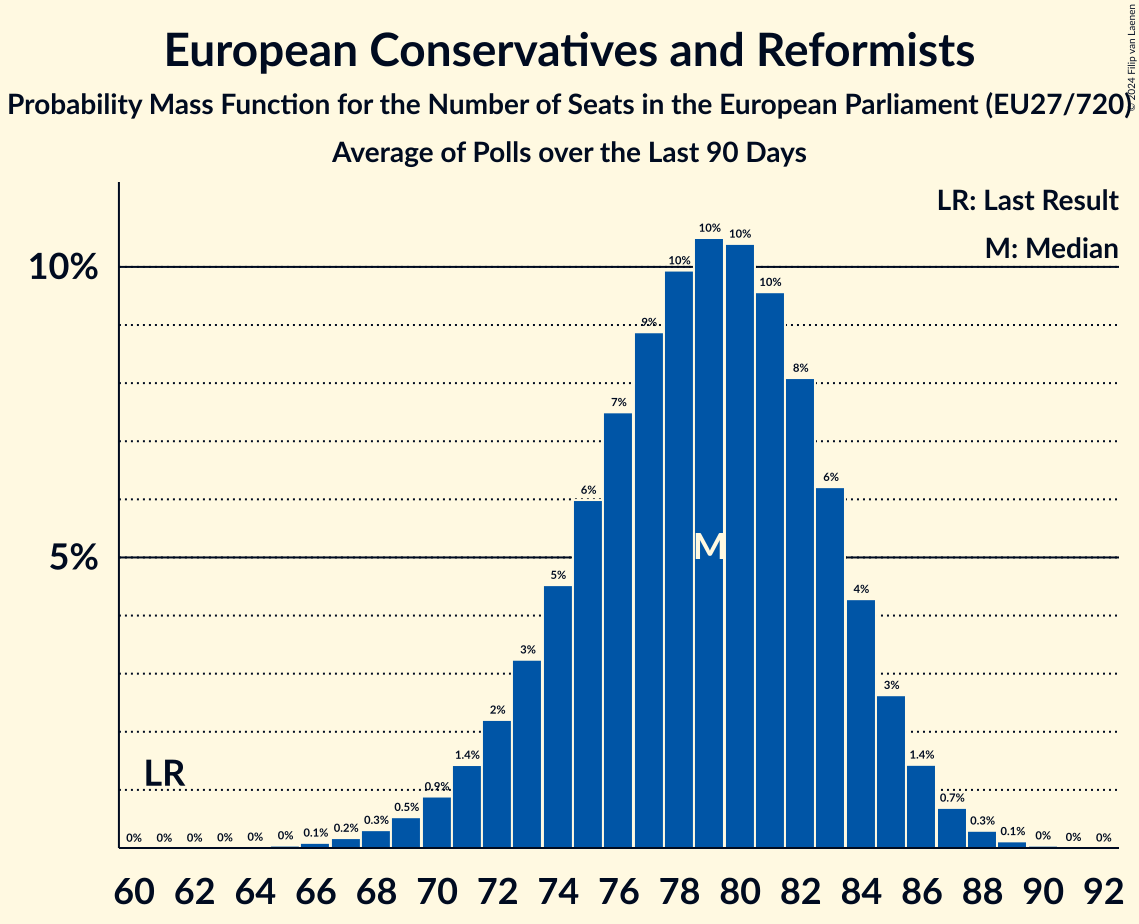 European Conservatives and Reformists
Probability Mass Function for the Number of Seats in the European Parliament (EU27/720)
Average of Polls over the Last 90 Days
© 2024 Filip van Laenen
LR: Last Result
M: Median
10%
5%
LR
M
0% 0% 0% 0% 0% 0% 0.1% 0.2% 0.3% 0.5% 0.9% 1.4% 2% 3% 5% 6% 7% 9% 10% 10% 10% 10% 8% 6% 4% 3% 1.4% 0.7% 0.3% 0.1% 0% 0% 0%
60 62 64 66 68 70 72 74 76 78 80 82 84 86 88 90 92